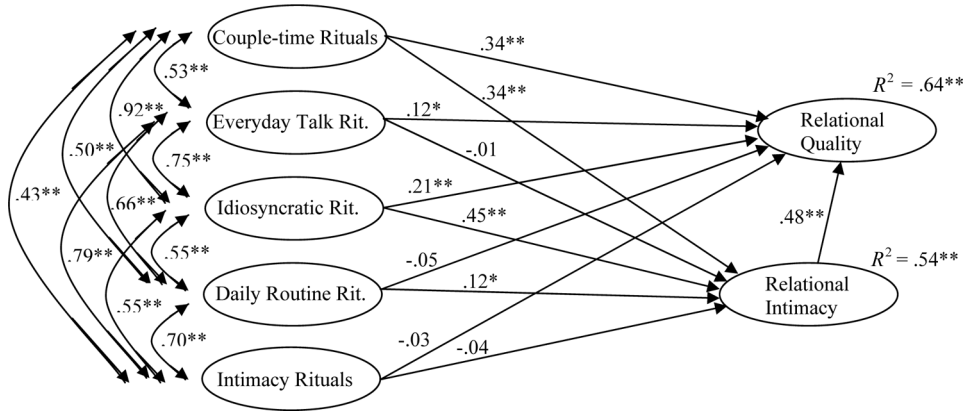 Couple-time Rituals
.34**
R² = .64**
.53**
.34**
.92**
Everyday Talk Rit.
.12*
Relational
Quality
.50**
.75**
-.01
.43**
.66**
Idiosyncratic Rit.
.21**
.45**
.48**
.79**
.55**
-.05
R² = .54**
Daily Routine Rit.
.12*
Relational
Intimacy
.55**
.70**
-.03
-.04
Intimacy Rituals